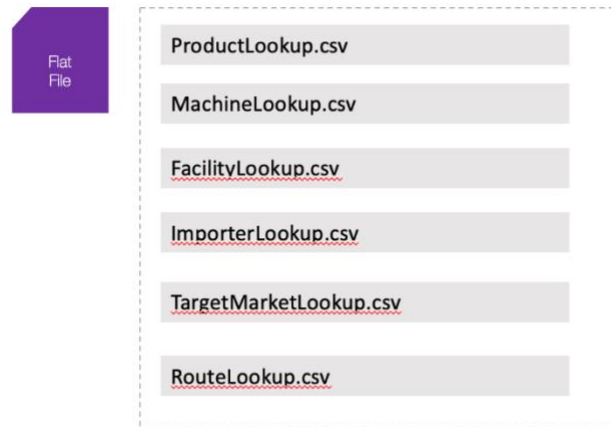 Flat
File
ProductLookup.csv
MachineLookup.csv
FacilityLookup.csv
ImporterLookup.csv
TargetMarketLookup.csv
RouteLookup.csv